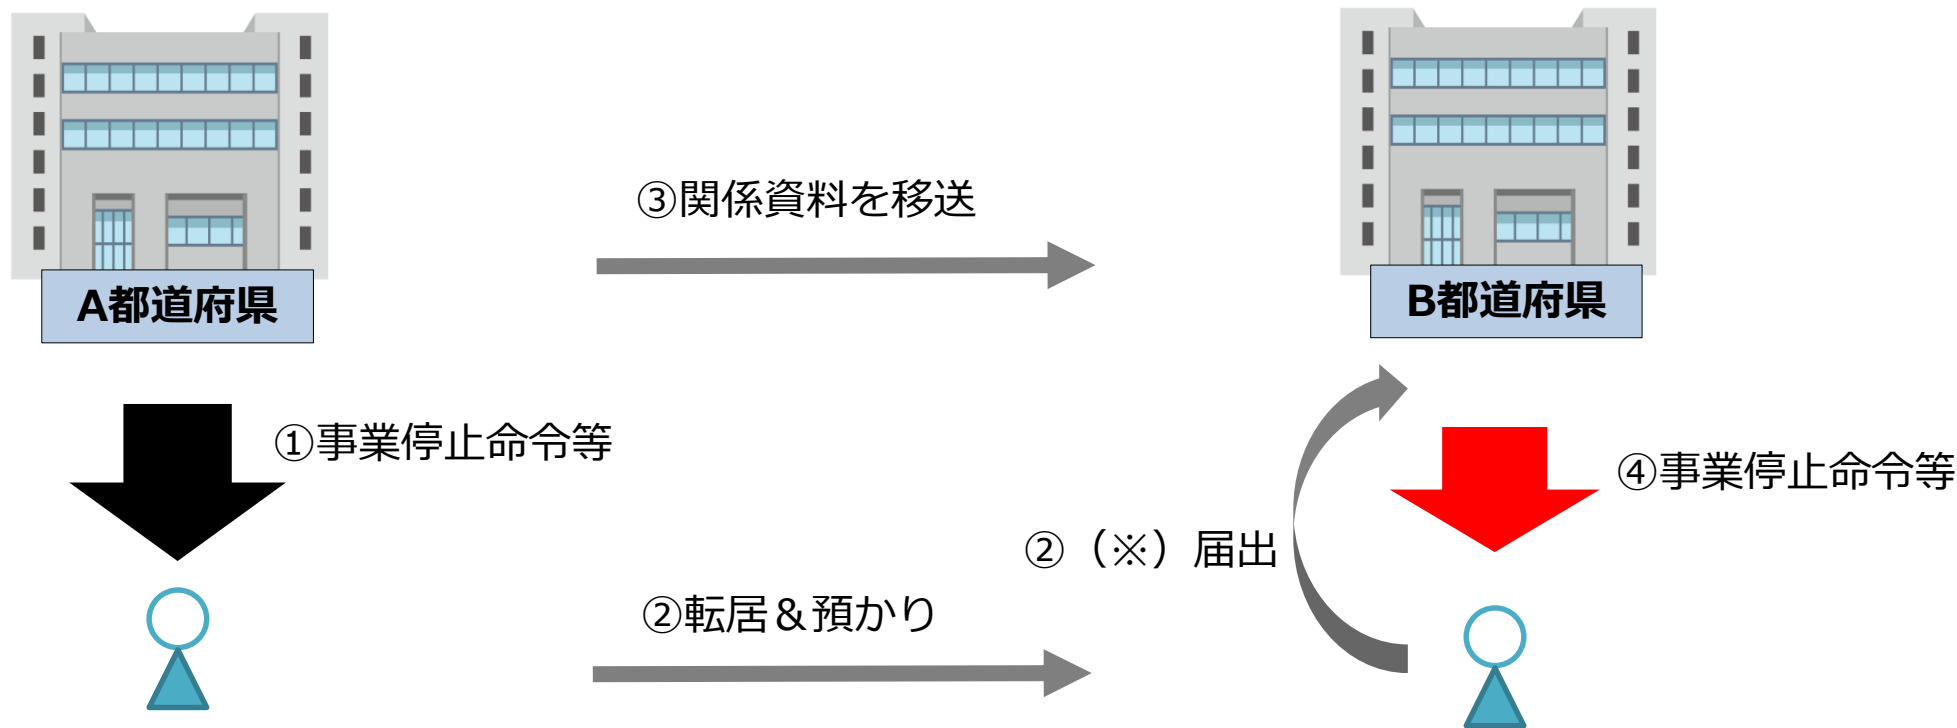 ③関係資料を移送
A都道府県
B都道府県
①事業停止命令等
④事業停止命令等
②（※）届出
②転居＆預かり